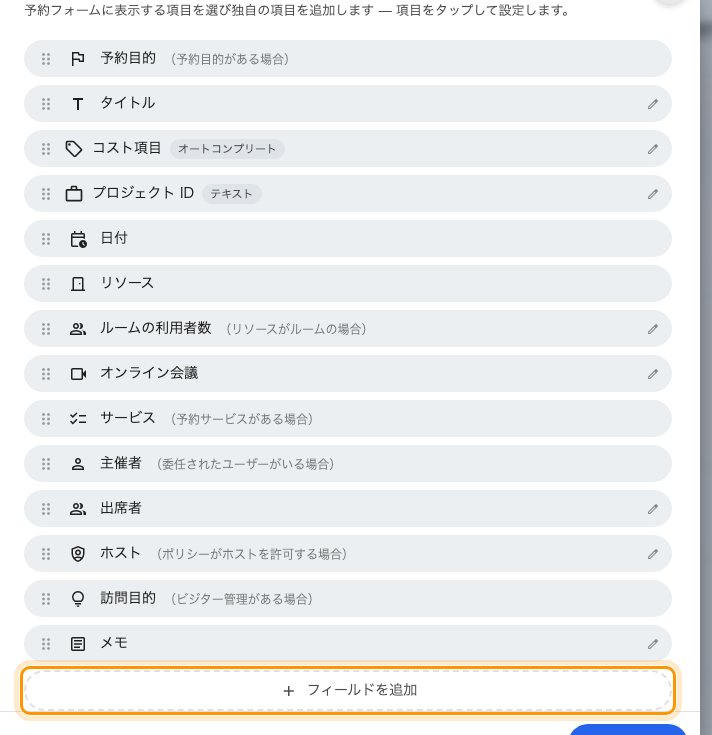 予約フォームに表示する項目を選び独自の項目を追加します — 項目をタップして設定します。
予約目的 （予約目的がある場合）
タイトル
コスト項目 オートコンプリート
プロジェクト ID テキスト
日付
リソース
ルームの利用者数 （リソースがルームの場合）
オンライン会議
サービス （予約サービスがある場合）
主催者 （委任されたユーザーがいる場合）
出席者
ホスト （ポリシーがホストを許可する場合）
訪問目的 （ビジター管理がある場合）
メモ
+ フィールドを追加